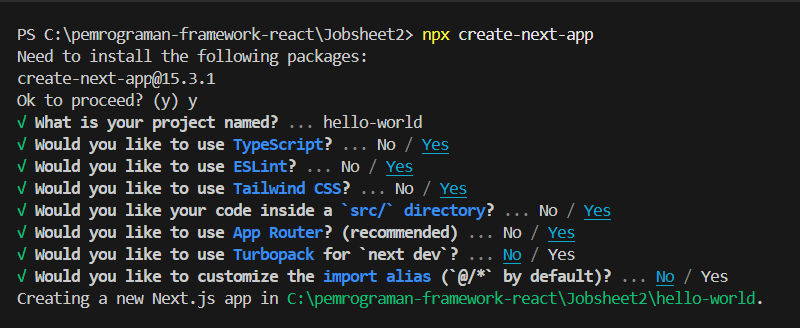 PS C:\pemrograman-framework-react\Jobsheet2> npx create-next-app
Need to install the following packages:
create-next-app@15.3.1
Ok to proceed? (y) y
√ What is your project named? ... hello-world
√ Would you like to use TypeScript? ... No / Yes
√ Would you like to use ESLint? ... No / Yes
√ Would you like to use Tailwind CSS? ... No / Yes
√ Would you like your code inside a `src/` directory? ... No / Yes
√ Would you like to use App Router? (recommended) ... No / Yes
√ Would you like to use Turbopack for `next dev`? ... No / Yes
√ Would you like to customize the import alias (`@/*` by default)? ... No / Yes
Creating a new Next.js app in C:\pemrograman-framework-react\Jobsheet2\hello-world.